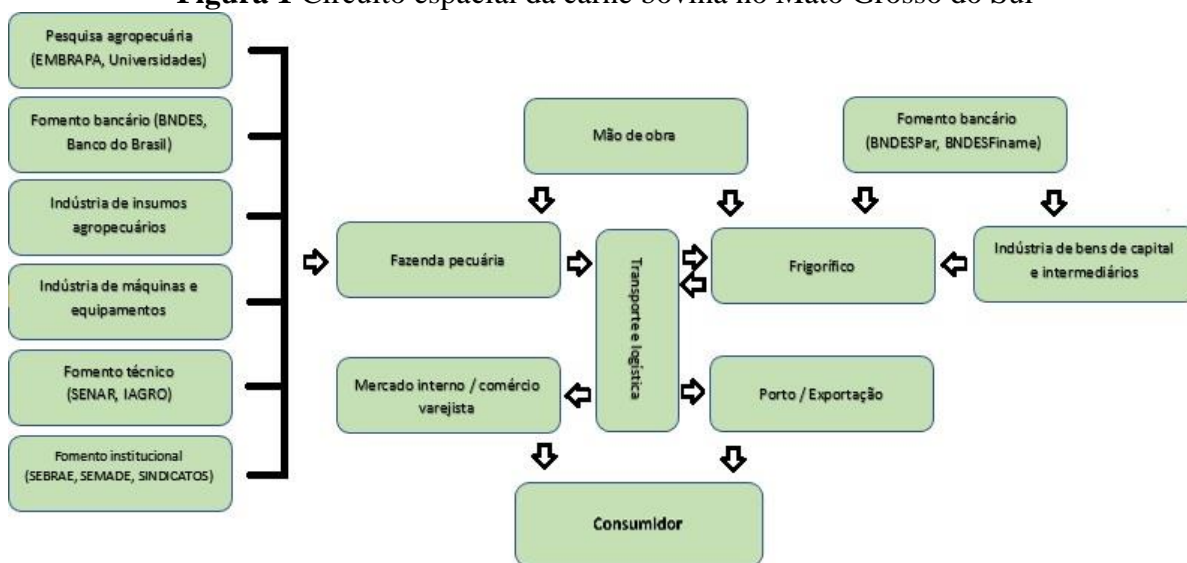 Figura 1 Circuito espacial da carne bovina no Mato Grosso do Sul
Pesquisa agropecuária
(EMBRAPA, Universidades)
Fomento bancário (BNDES,
Banco do Brasil)
Indústria de insumos
agropecuários
Indústria de máquinas e
equipamentos
Fomento técnico
(SENAR, IAGRO)
Fomento institucional
(SEBRAE, SEMADE, SINDICATOS)
Mão de obra
Fomento bancário
(BNDESPar, BNDESFiname)
Fazenda pecuária
Transporte e logística
Frigorífico
Indústria de bens de capital
e intermediários
Mercado interno / comércio
varejista
Porto / Exportação
Consumidor